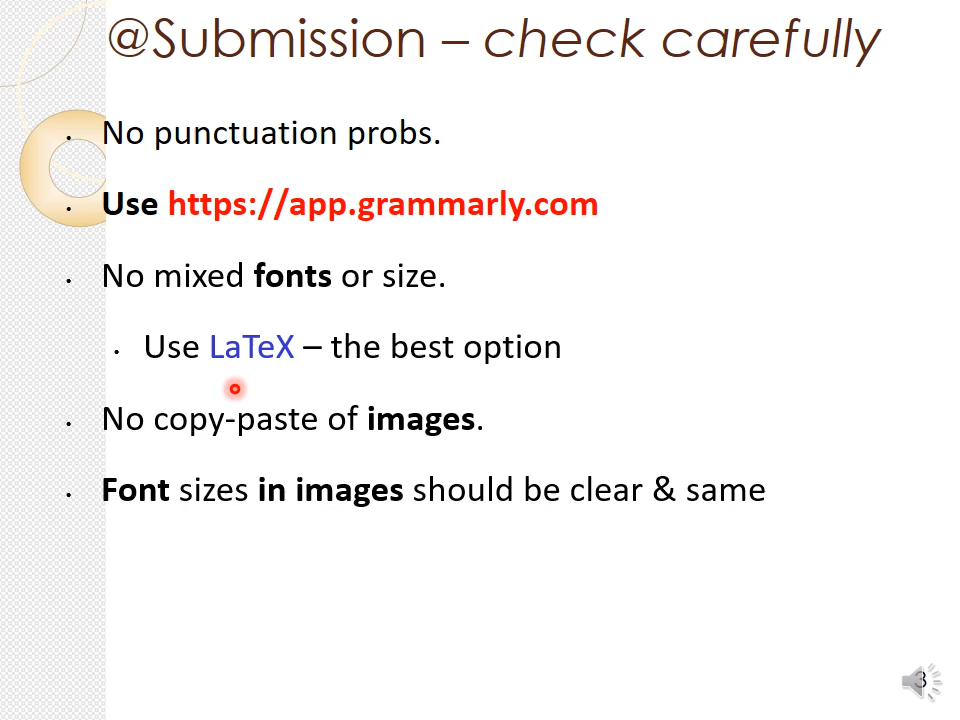 @Submission – check carefully
• No punctuation probs.
• Use https://app.grammarly.com
• No mixed fonts or size.
• Use LaTeX – the best option
• No copy-paste of images.
• Font sizes in images should be clear & same
3